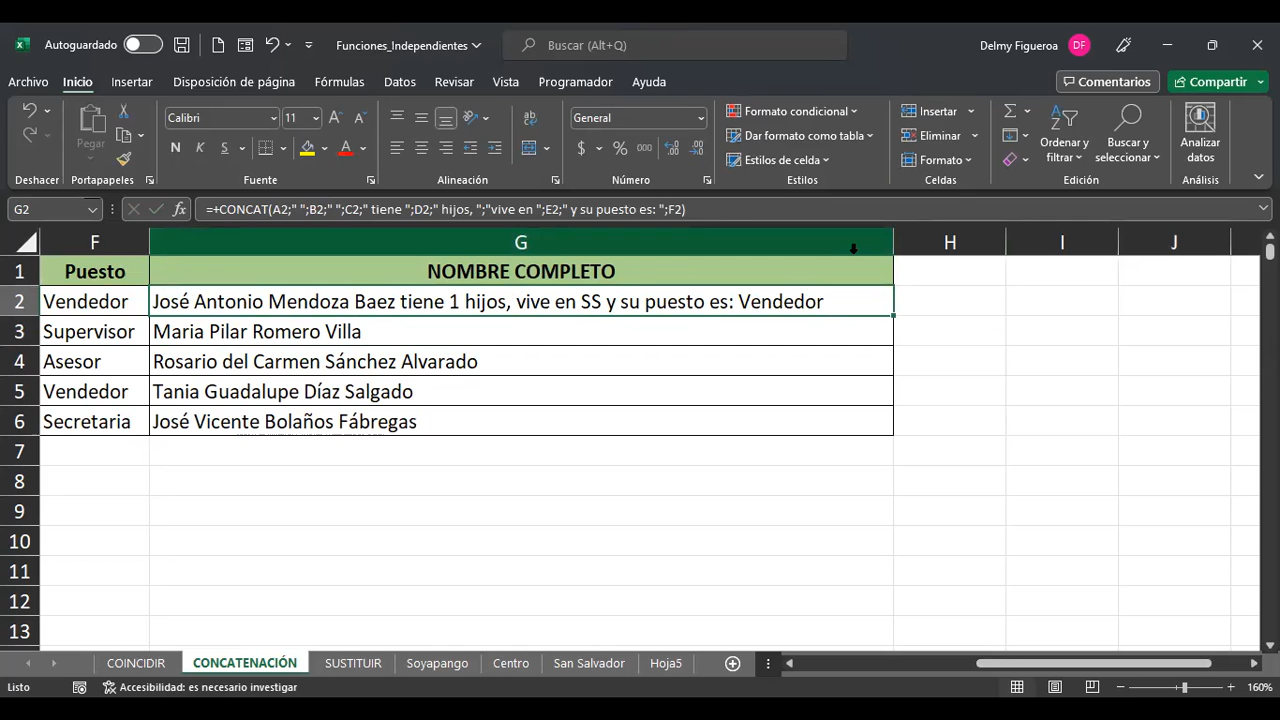 Autoguardado Funciones_Independientes Buscar (Alt+Q) Delmy Figueroa DF
Archivo Inicio Insertar Disposición de página Fórmulas Datos Revisar Vista Programador Ayuda Comentarios Compartir
Pegar
Calibri 11
N K S
General
$ % 000
Formato condicional
Dar formato como tabla
Estilos de celda
Insertar
Eliminar
Formato
Ordenar y filtrar
Buscar y seleccionar
Analizar datos
Deshacer Portapapeles Fuente Alineación Número Estilos Celdas Edición Análisis
G2 fx =+CONCAT(A2;" ";B2;" ";C2;" tiene ";D2;" hijos, ";"vive en ";E2;" y su puesto es: ";F2)
F G H I J
1 Puesto NOMBRE COMPLETO
2 Vendedor José Antonio Mendoza Baez tiene 1 hijos, vive en SS y su puesto es: Vendedor
3 Supervisor Maria Pilar Romero Villa
4 Asesor Rosario del Carmen Sánchez Alvarado
5 Vendedor Tania Guadalupe Díaz Salgado
6 Secretaria José Vicente Bolaños Fábregas
7
8
9
10
11
12
13
COINCIDIR CONCATENACIÓN SUSTITUIR Soyapango Centro San Salvador Hoja5
Listo Accesibilidad: es necesario investigar 160%